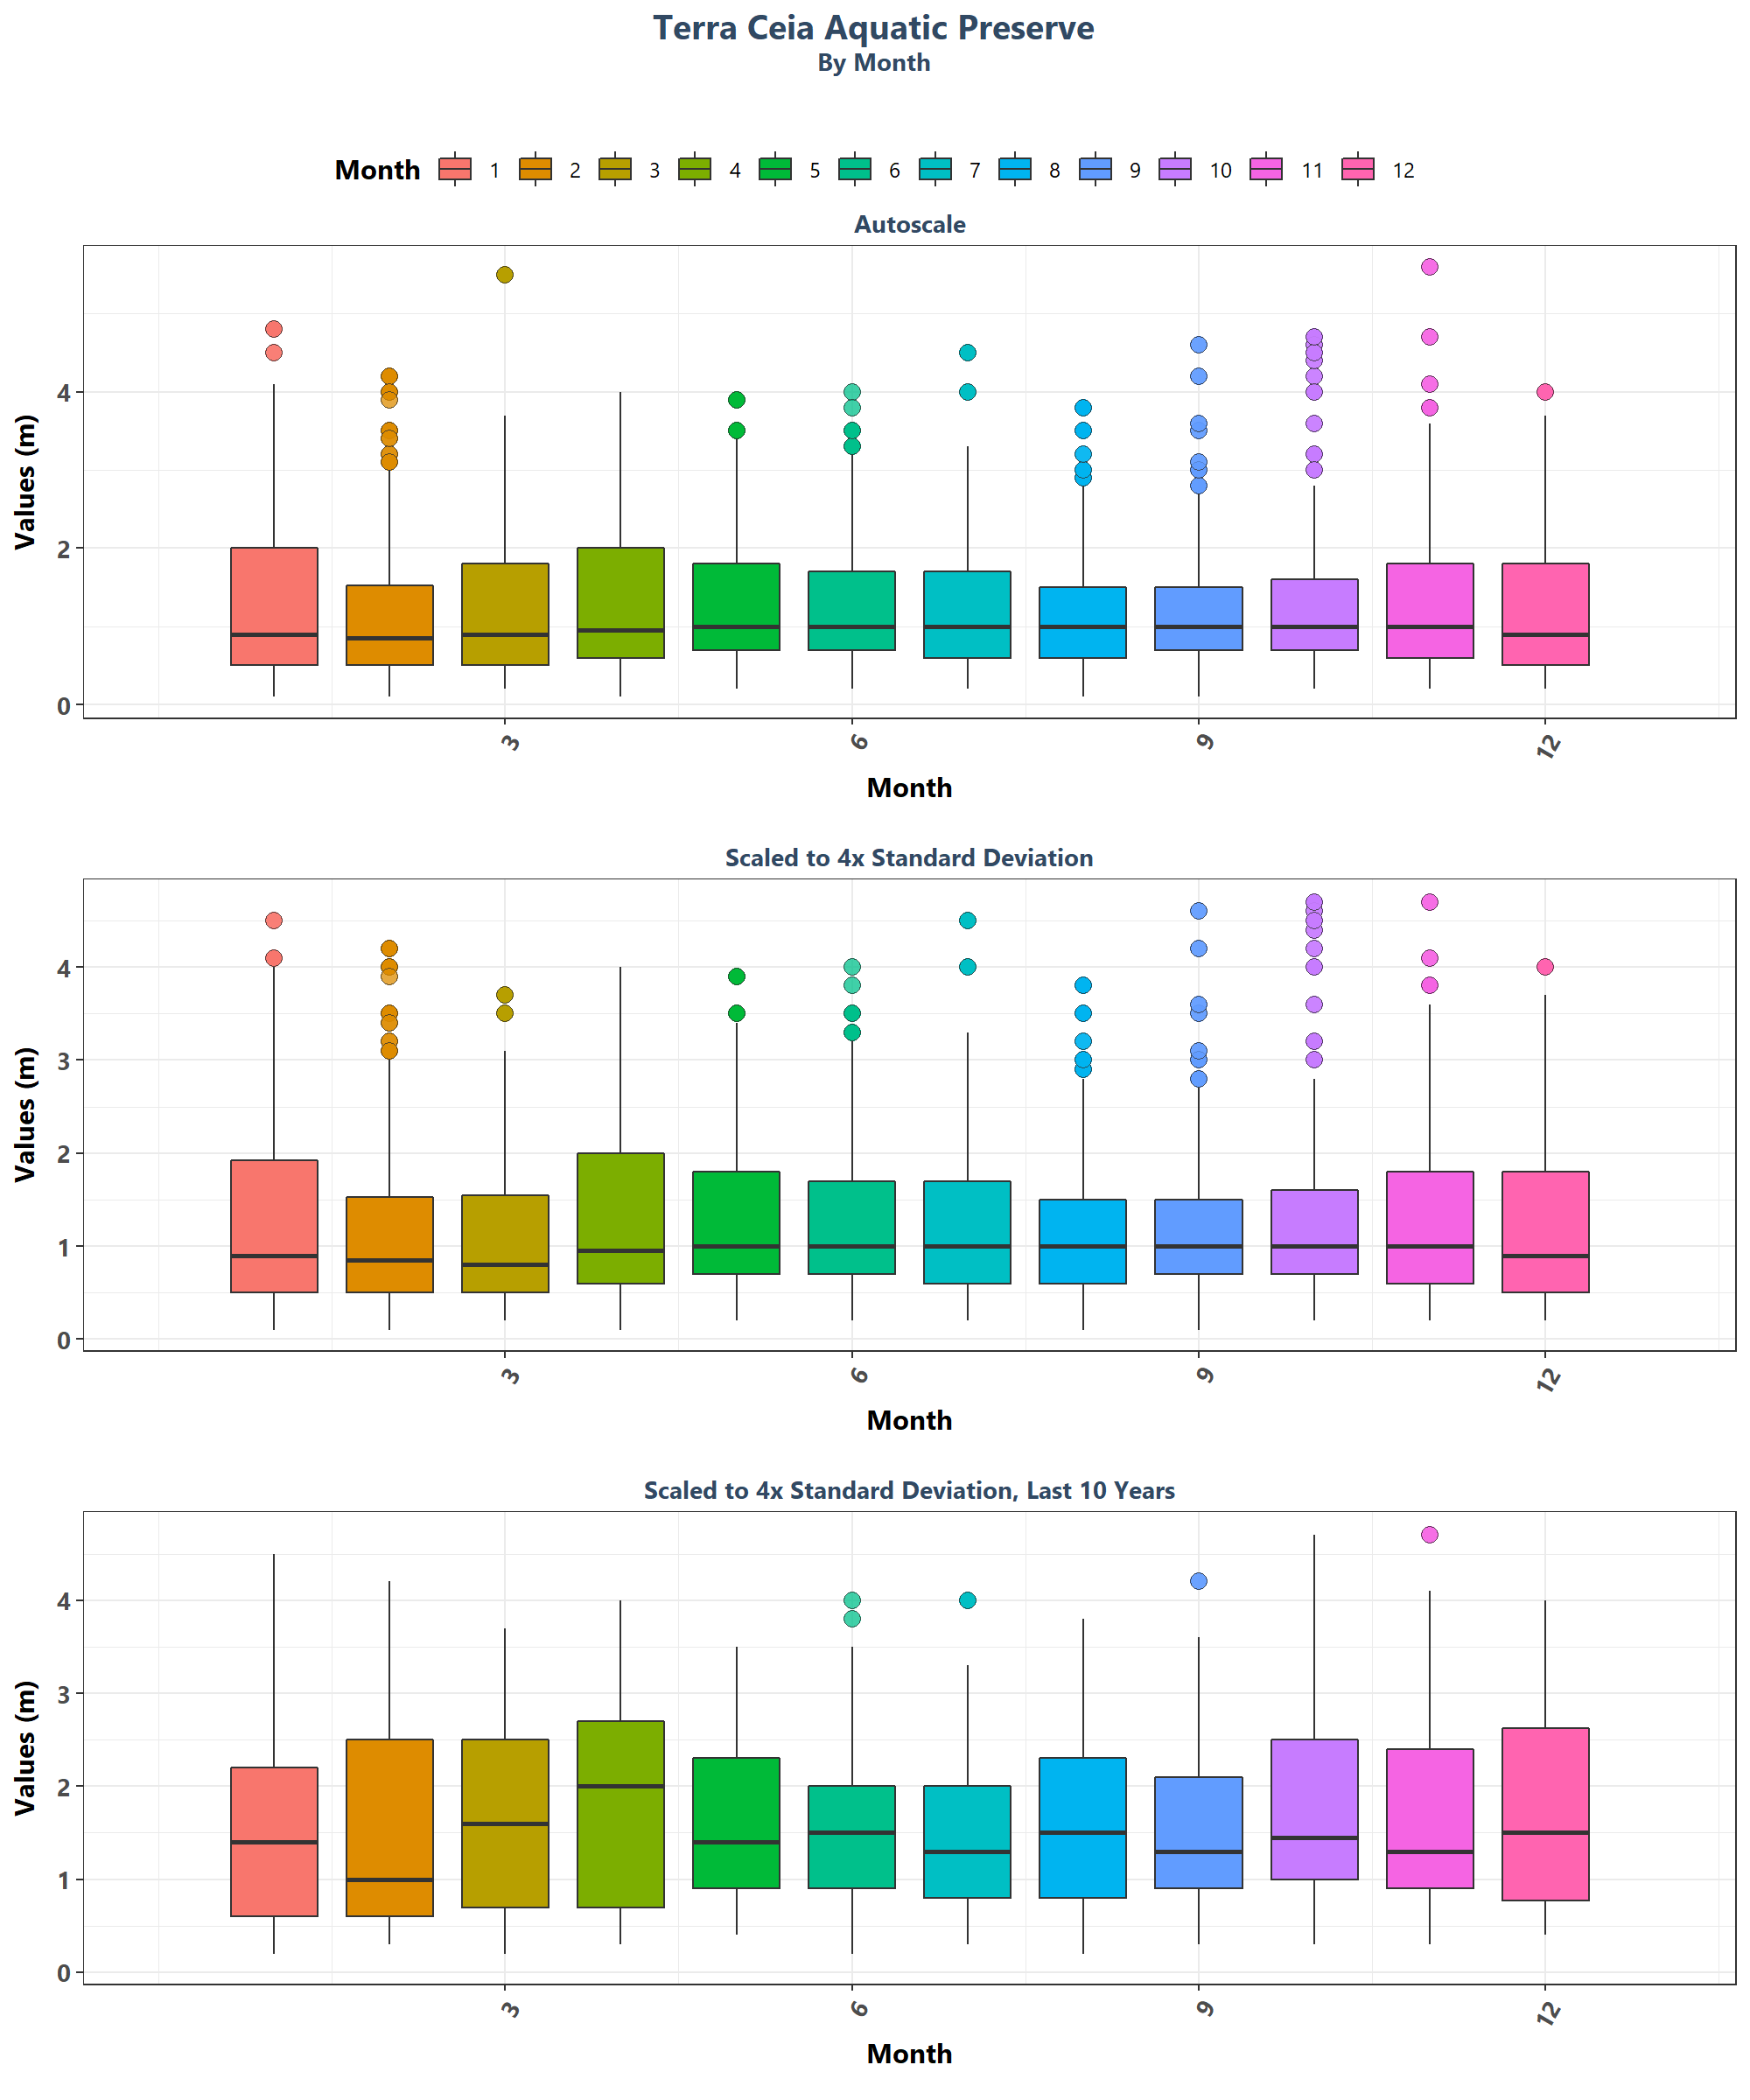 Terra Ceia Aquatic Preserve
By Month
Month 1 2 3 4 5 6 7 8 9 10 11 12
Autoscale
Values (m)
4
2
0
3 6 9 12
Month
Scaled to 4x Standard Deviation
Values (m)
4
3
2
1
0
3 6 9 12
Month
Scaled to 4x Standard Deviation, Last 10 Years
Values (m)
4
3
2
1
0
3 6 9 12
Month